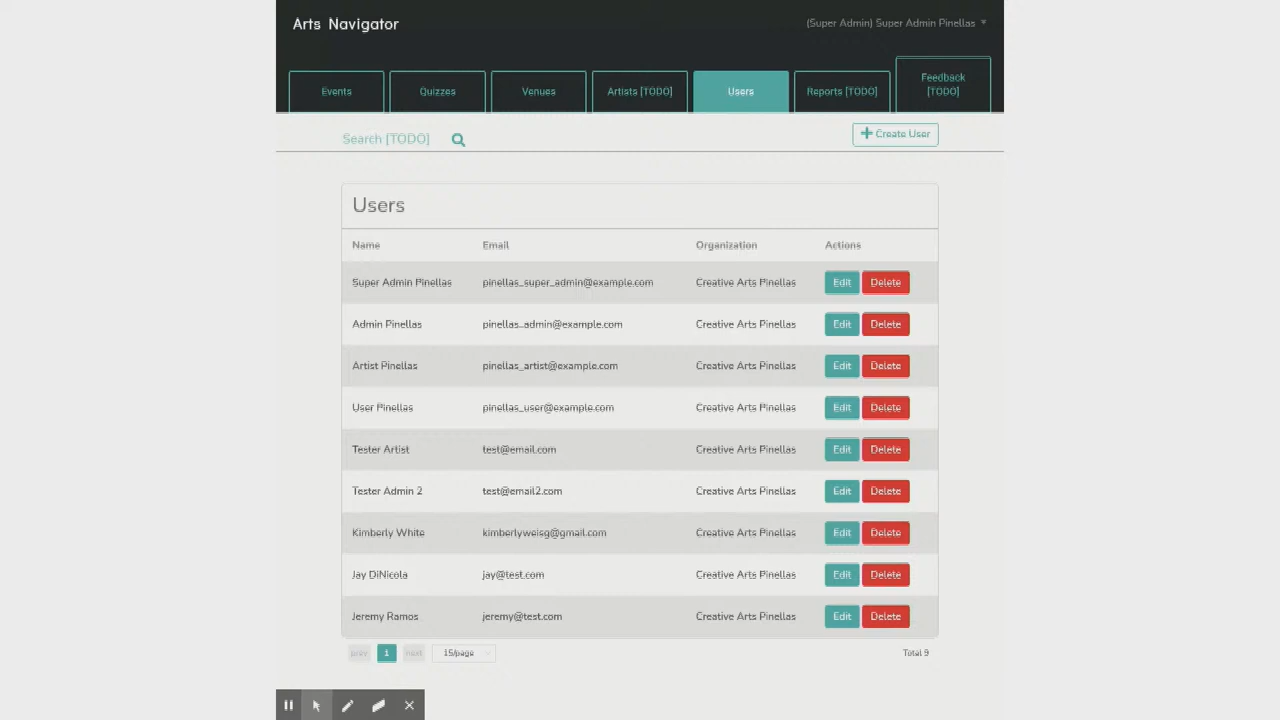 Arts Navigator
(Super Admin) Super Admin Pinellas
Events
Quizzes
Venues
Artists [TODO]
Users
Reports [TODO]
Feedback
[TODO]
Search [TODO]
Create User
Users
Name Email Organization Actions
Super Admin Pinellas pinellas_super_admin@example.com Creative Arts Pinellas Edit Delete
Admin Pinellas pinellas_admin@example.com Creative Arts Pinellas Edit Delete
Artist Pinellas pinellas_artist@example.com Creative Arts Pinellas Edit Delete
User Pinellas pinellas_user@example.com Creative Arts Pinellas Edit Delete
Tester Artist test@email.com Creative Arts Pinellas Edit Delete
Tester Admin 2 test@email2.com Creative Arts Pinellas Edit Delete
Kimberly White kimberlyweisg@gmail.com Creative Arts Pinellas Edit Delete
Jay DiNicola jay@test.com Creative Arts Pinellas Edit Delete
Jeremy Ramos jeremy@test.com Creative Arts Pinellas Edit Delete
prev 1 next 15/page Total 9